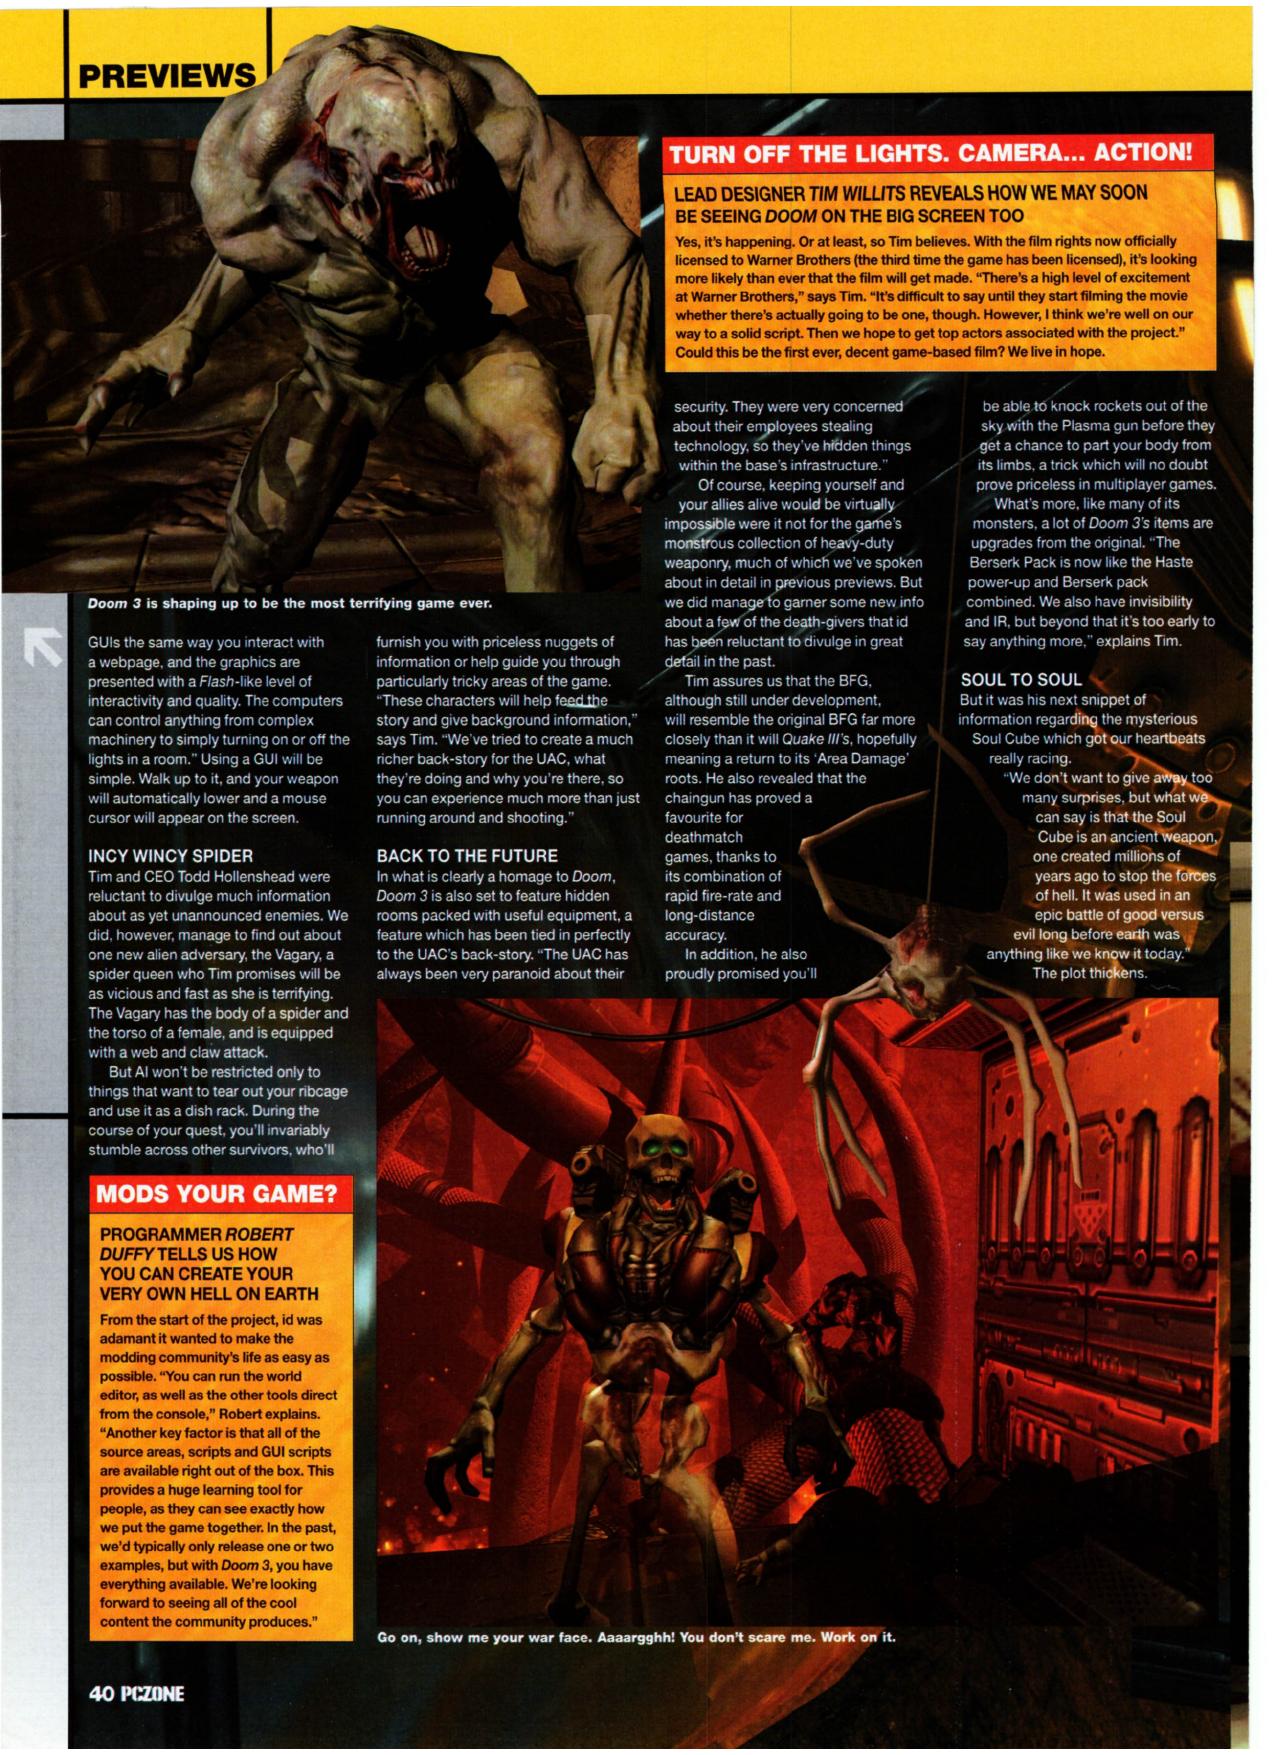 PREVIEWS
TURN OFF THE LIGHTS. CAMERA... ACTION!
LEAD DESIGNER TIM WILLITS REVEALS HOW WE MAY SOON
BE SEEING DOOM ON THE BIG SCREEN TOO
Yes, it's happening. Or at least, so Tim believes. With the film rights now officially
licensed to Warner Brothers (the third time the game has been licensed), it's looking
more likely than ever that the film will get made. "There's a high level of excitement
at Warner Brothers," says Tim. "It's difficult to say until they start filming the movie
whether there's actually going to be one, though. However, I think we're well on our
way to a solid script. Then we hope to get top actors associated with the project."
Could this be the first ever, decent game-based film? We live in hope.
Doom 3 is shaping up to be the most terrifying game ever.
GUIs the same way you interact with
a webpage, and the graphics are
presented with a Flash-like level of
interactivity and quality. The computers
can control anything from complex
machinery to simply turning on or off the
lights in a room." Using a GUI will be
simple. Walk up to it, and your weapon
will automatically lower and a mouse
cursor will appear on the screen.
INCY WINCY SPIDER
Tim and CEO Todd Hollenshead were
reluctant to divulge much information
about as yet unannounced enemies. We
did, however, manage to find out about
one new alien adversary, the Vagary, a
spider queen who Tim promises will be
as vicious and fast as she is terrifying.
The Vagary has the body of a spider and
the torso of a female, and is equipped
with a web and claw attack.
But AI won't be restricted only to
things that want to tear out your ribcage
and use it as a dish rack. During the
course of your quest, you'll invariably
stumble across other survivors, who'll
furnish you with priceless nuggets of
information or help guide you through
particularly tricky areas of the game.
"These characters will help feed the
story and give background information,"
says Tim. "We've tried to create a much
richer back-story for the UAC, what
they're doing and why you're there, so
you can experience much more than just
running around and shooting."
BACK TO THE FUTURE
In what is clearly a homage to Doom,
Doom 3 is also set to feature hidden
rooms packed with useful equipment, a
feature which has been tied in perfectly
to the UAC's back-story. "The UAC has
always been very paranoid about their
security. They were very concerned
about their employees stealing
technology, so they've hidden things
within the base's infrastructure."
Of course, keeping yourself and
your allies alive would be virtually
impossible were it not for the game's
monstrous collection of heavy-duty
weaponry, much of which we've spoken
about in detail in previous previews. But
we did manage to garner some new info
about a few of the death-givers that id
has been reluctant to divulge in great
detail in the past.
Tim assures us that the BFG,
although still under development,
will resemble the original BFG far more
closely than it will Quake III's, hopefully
meaning a return to its 'Area Damage'
roots. He also revealed that the
chaingun has proved a
favourite for
deathmatch
games, thanks to
its combination of
rapid fire-rate and
long-distance
accuracy.
In addition, he also
proudly promised you'll
be able to knock rockets out of the
sky with the Plasma gun before they
get a chance to part your body from
its limbs, a trick which will no doubt
prove priceless in multiplayer games.
What's more, like many of its
monsters, a lot of Doom 3's items are
upgrades from the original. "The
Berserk Pack is now like the Haste
power-up and Berserk pack
combined. We also have invisibility
and IR, but beyond that it's too early to
say anything more," explains Tim.
SOUL TO SOUL
But it was his next snippet of
information regarding the mysterious
Soul Cube which got our heartbeats
really racing.
"We don't want to give away too
many surprises, but what we
can say is that the Soul
Cube is an ancient weapon,
one created millions of
years ago to stop the forces
of hell. It was used in an
epic battle of good versus
evil long before earth was
anything like we know it today."
The plot thickens.
MODS YOUR GAME?
PROGRAMMER ROBERT
DUFFY TELLS US HOW
YOU CAN CREATE YOUR
VERY OWN HELL ON EARTH
From the start of the project, id was
adamant it wanted to make the
modding community's life as easy as
possible. "You can run the world
editor, as well as the other tools direct
from the console," Robert explains.
"Another key factor is that all of the
source areas, scripts and GUI scripts
are available right out of the box. This
provides a huge learning tool for
people, as they can see exactly how
we put the game together. In the past,
we'd typically only release one or two
examples, but with Doom 3, you have
everything available. We're looking
forward to seeing all of the cool
content the community produces."
Go on, show me your war face. Aaaargghh! You don't scare me. Work on it.
40 PCZONE